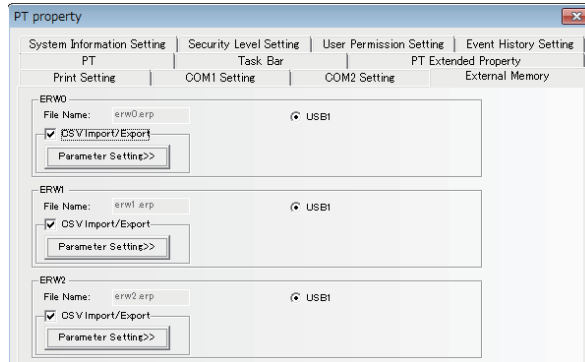 PT property
System Information Setting Security Level Setting User Permission Setting Event History Setting
PT Task Bar PT Extended Property
Print Setting COM1 Setting COM2 Setting External Memory
ERW0
File Name: erw0.erp USB1
CSV Import/Export
Parameter Setting>>
ERW1
File Name: erw1.erp USB1
CSV Import/Export
Parameter Setting>>
ERW2
File Name: erw2.erp USB1
CSV Import/Export
Parameter Setting>>